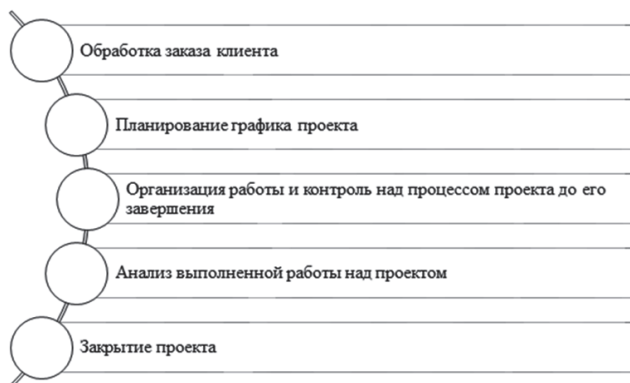 Обработка заказа клиента
Планирование графика проекта
Организация работы и контроль над процессом проекта до его
завершения
Анализ выполненной работы над проектом
Закрытие проекта